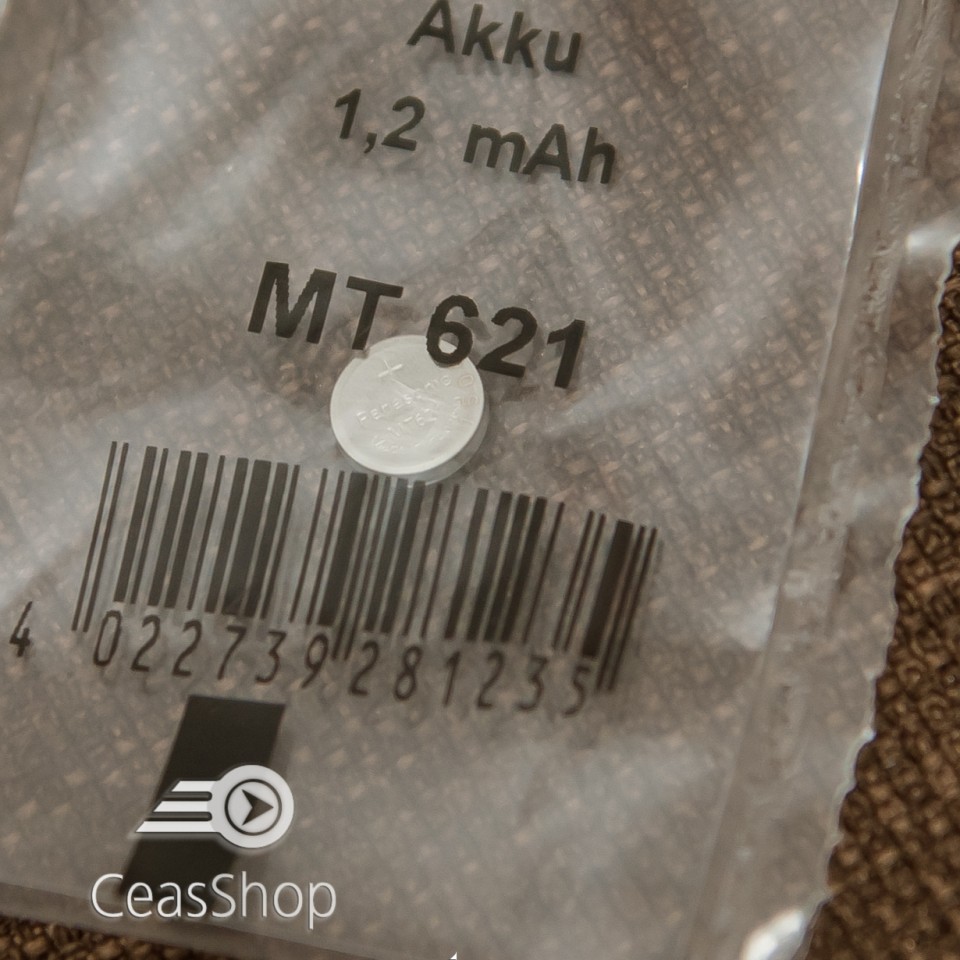 Akku
1,2 mAh
MT 621
+
Panasonic
4 022739 281235
CeasShop